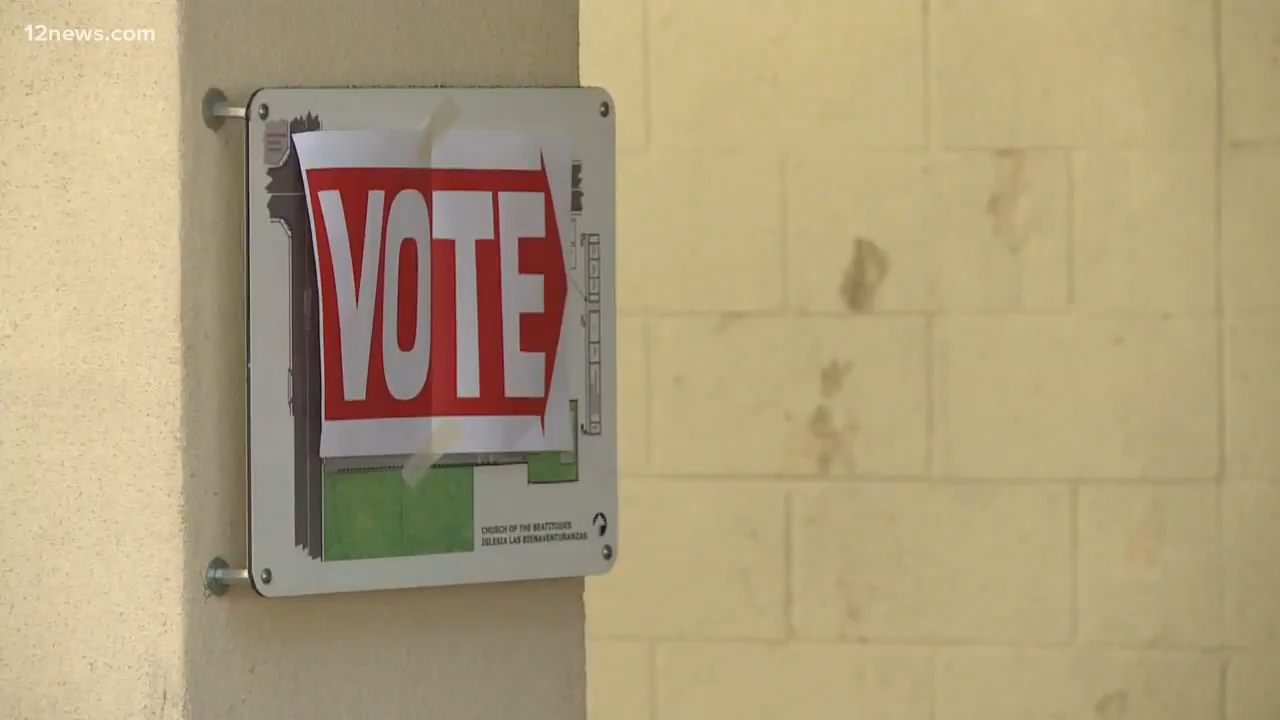 12news.com
VOTE
CHURCH OF THE BEATITUDES
IGLESIA LAS BIENAVENTURANZAS